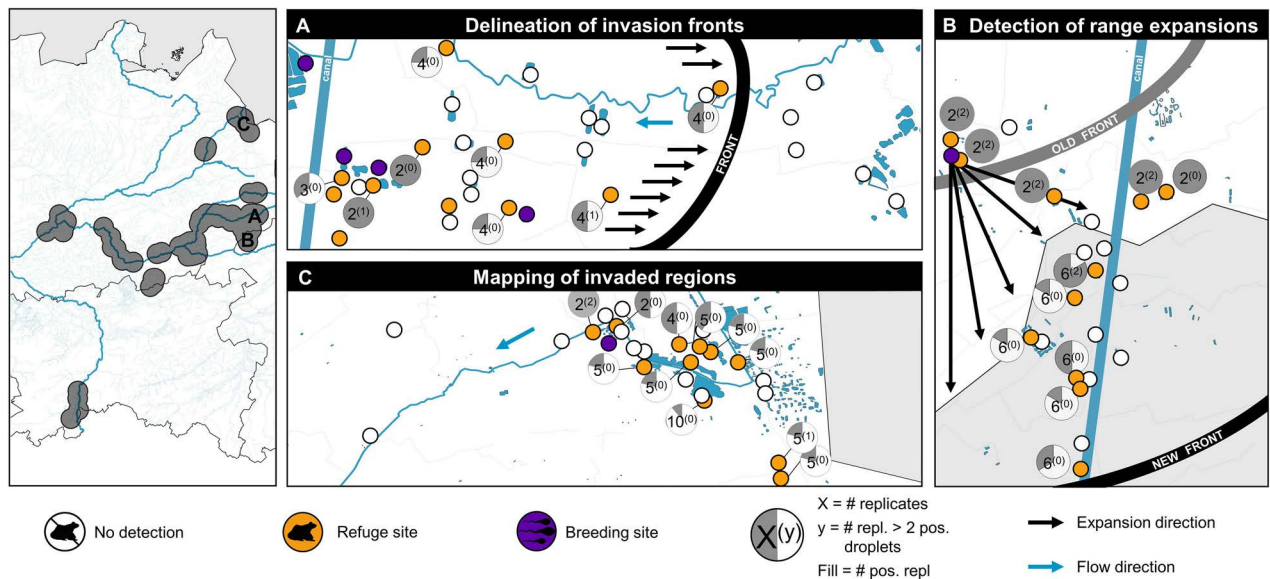 C
A
B
A Delineation of invasion fronts
canal
4(0)
4(0)
3(0)
2(0)
4(0)
2(1)
4(0)
4(1)
FRONT
C Mapping of invaded regions
2(2)
2(0)
4(0)
5(0)
5(0)
5(0)
5(0)
5(0)
10(0)
5(1)
5(0)
B Detection of range expansions
canal
2(2)
2(2)
OLD FRONT
2(2)
2(2)
2(0)
6(2)
6(0)
6(0)
6(0)
6(0)
6(0)
NEW FRONT
No detection
Refuge site
Breeding site
X(y)
X = # replicates
y = # repl. > 2 pos.
droplets
Fill = # pos. repl
Expansion direction
Flow direction